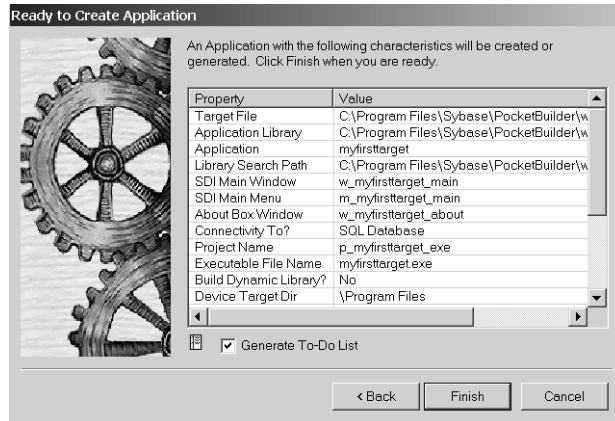 Ready to Create Application
An Application with the following characteristics will be created or
generated. Click Finish when you are ready.
Property Value
Target File C:\Program Files\Sybase\PocketBuilder\w
Application Library C:\Program Files\Sybase\PocketBuilder\w
Application myfirsttarget
Library Search Path C:\Program Files\Sybase\PocketBuilder\w
SDI Main Window w_myfirsttarget_main
SDI Main Menu m_myfirsttarget_main
About Box Window w_myfirsttarget_about
Connectivity To? SQL Database
Project Name p_myfirsttarget_exe
Executable File Name myfirsttarget.exe
Build Dynamic Library? No
Device Target Dir \Program Files
Generate To-Do List
< Back Finish Cancel